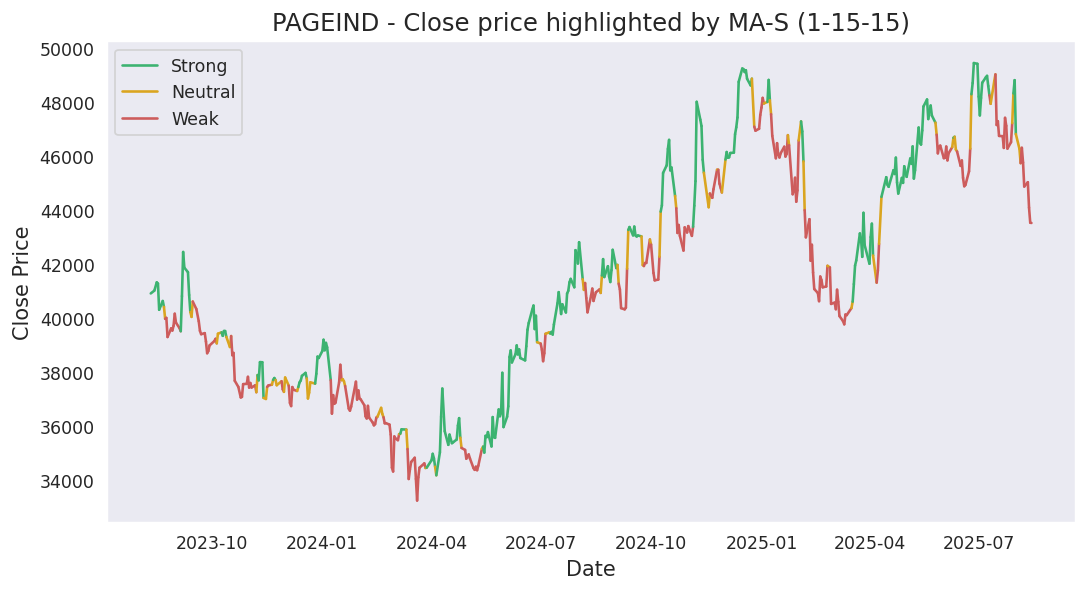 PAGEIND - Close price highlighted by MA-S (1-15-15)
50000
48000
46000
44000
42000
40000
38000
36000
34000
Close Price
Strong
Neutral
Weak
2023-10 2024-01 2024-04 2024-07 2024-10 2025-01 2025-04 2025-07
Date